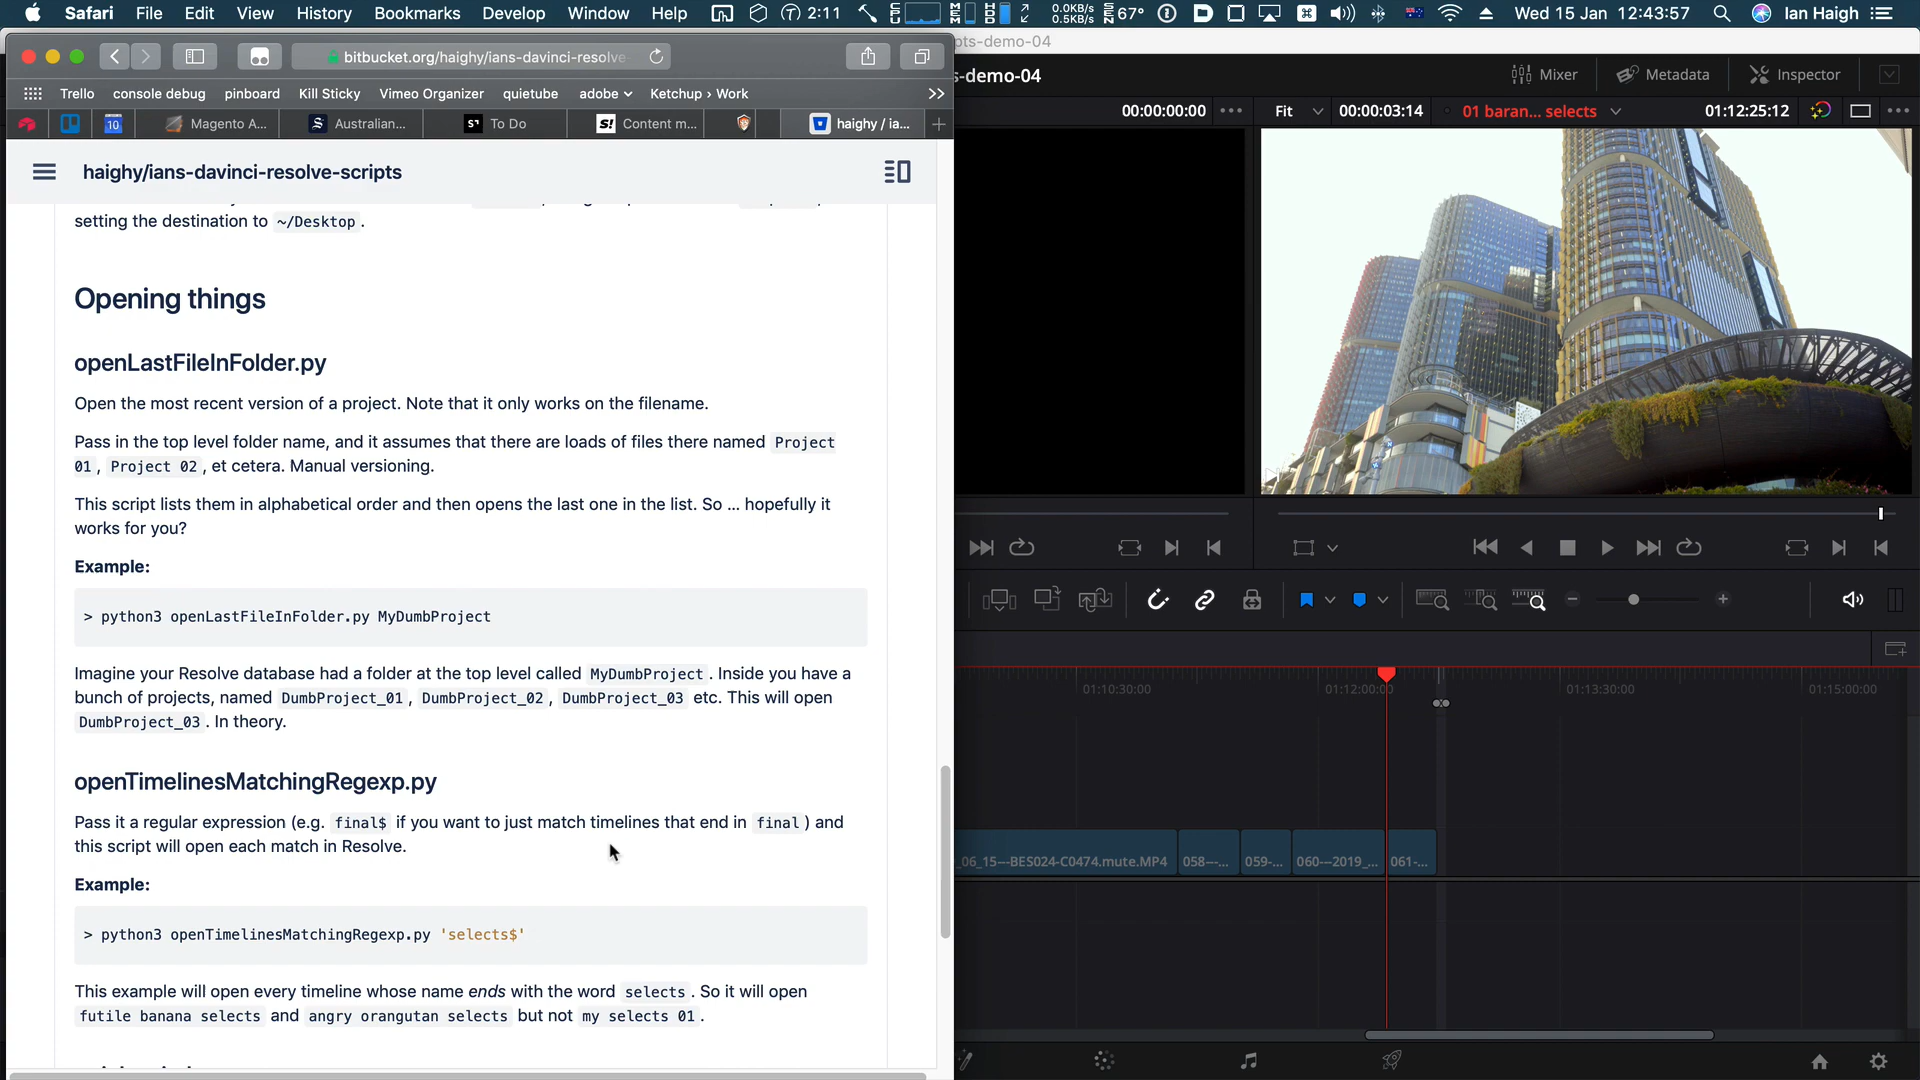 Safari File Edit View History Bookmarks Develop Window Help 2:11 0.0KB/s 0.5KB/s 67° Wed 15 Jan 12:43:57 Ian Haigh
bitbucket.org/haighy/ians-davinci-resolve-
pts-demo-04
Trello console debug pinboard Kill Sticky Vimeo Organizer quietube adobe Ketchup › Work
10 Magento A... Australian... To Do Content m... haighy / ia...
haighy/ians-davinci-resolve-scripts
setting the destination to ~/Desktop .
Opening things
openLastFileInFolder.py
Open the most recent version of a project. Note that it only works on the filename.
Pass in the top level folder name, and it assumes that there are loads of files there named Project
01 , Project 02 , et cetera. Manual versioning.
This script lists them in alphabetical order and then opens the last one in the list. So ... hopefully it
works for you?
Example:
> python3 openLastFileInFolder.py MyDumbProject
Imagine your Resolve database had a folder at the top level called MyDumbProject . Inside you have a
bunch of projects, named DumbProject_01 , DumbProject_02 , DumbProject_03 etc. This will open
DumbProject_03 . In theory.
openTimelinesMatchingRegexp.py
Pass it a regular expression (e.g. final$ if you want to just match timelines that end in final ) and
this script will open each match in Resolve.
Example:
> python3 openTimelinesMatchingRegexp.py 'selects$'
This example will open every timeline whose name ends with the word selects . So it will open
futile banana selects and angry orangutan selects but not my selects 01 .
s-demo-04 Mixer Metadata Inspector
00:00:00:00 Fit 00:00:03:14 01 baran... selects 01:12:25:12
01:10:30:00 01:12:00:00 01:13:30:00 01:15:00:00
_06_15---BES024-C0474.mute.MP4 058---... 059-... 060---2019_... 061-...